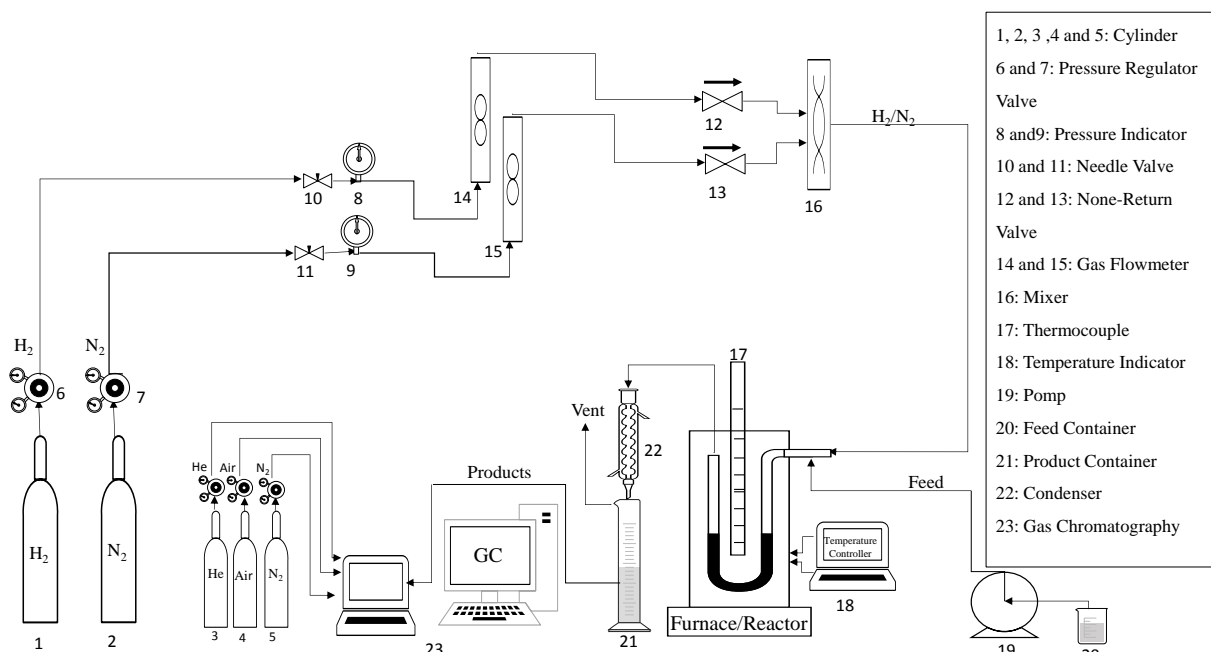 1, 2, 3 ,4 and 5: Cylinder
6 and 7: Pressure Regulator
Valve
8 and9: Pressure Indicator
10 and 11: Needle Valve
12 and 13: None-Return
Valve
14 and 15: Gas Flowmeter
16: Mixer
17: Thermocouple
18: Temperature Indicator
19: Pomp
20: Feed Container
21: Product Container
22: Condenser
23: Gas Chromatography
12
H₂/N₂
13
14
15
16
10
8
11
9
H₂
N₂
6
7
17
Vent
22
He
Air
N₂
Products
Feed
GC
Temperature
Controller
H₂
N₂
He
Air
N₂
18
Furnace/Reactor
1
2
3
4
5
23
21
19
20